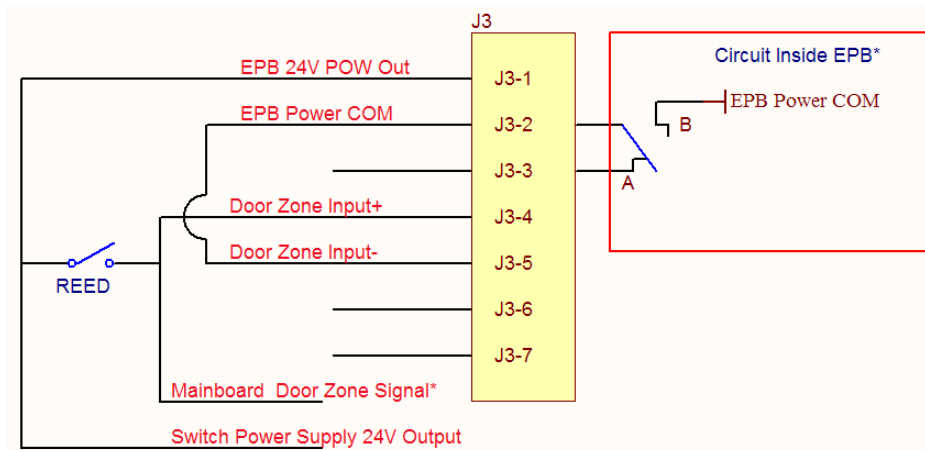 J3
Circuit Inside EPB*
EPB 24V POW Out
J3-1
EPB Power COM
EPB Power COM
J3-2
B
J3-3
A
Door Zone Input+
J3-4
Door Zone Input-
J3-5
REED
J3-6
J3-7
Mainboard Door Zone Signal*
Switch Power Supply 24V Output